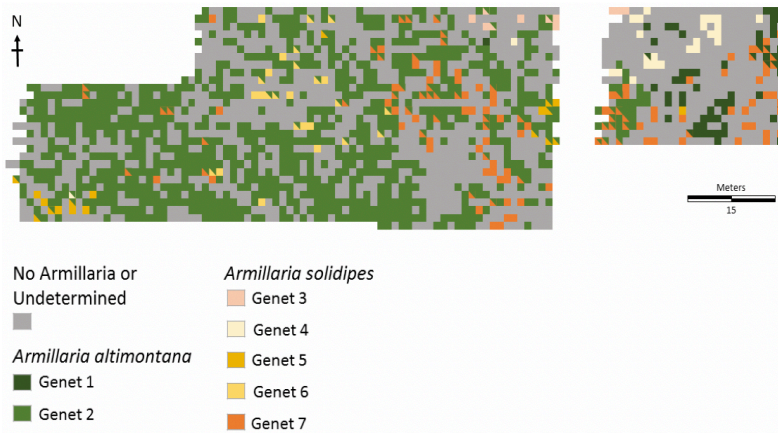 N
Meters
15
No Armillaria or
Undetermined
Armillaria altimontana
Genet 1
Genet 2
Armillaria solidipes
Genet 3
Genet 4
Genet 5
Genet 6
Genet 7